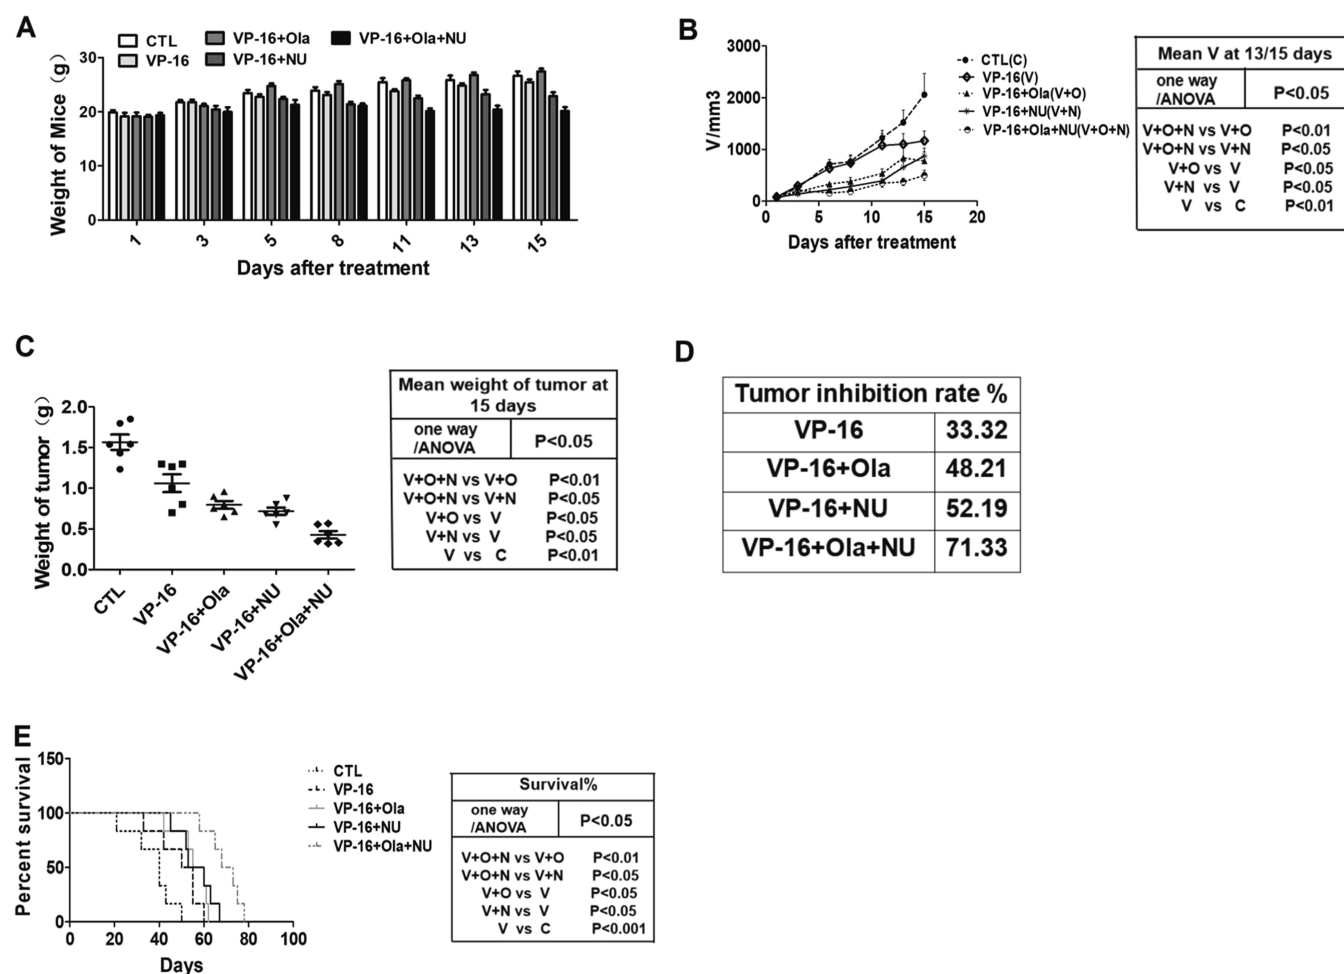 A
CTL
VP-16
VP-16+Ola
VP-16+NU
VP-16+Ola+NU
Weight of Mice (g)
30
20
10
0
1
3
5
8
11
13
15
Days after treatment
B
V/mm3
3000
2000
1000
0
0
5
10
15
20
Days after treatment
CTL(C)
VP-16(V)
VP-16+Ola(V+O)
VP-16+NU(V+N)
VP-16+Ola+NU(V+O+N)
Mean V at 13/15 days
one way
/ANOVA
P<0.05
V+O+N vs V+O P<0.01
V+O+N vs V+N P<0.05
V+O vs V P<0.05
V+N vs V P<0.05
V vs C P<0.01
C
Weight of tumor (g)
2.0
1.5
1.0
0.5
0.0
CTL
VP-16
VP-16+Ola
VP-16+NU
VP-16+Ola+NU
Mean weight of tumor at
15 days
one way
/ANOVA
P<0.05
V+O+N vs V+O P<0.01
V+O+N vs V+N P<0.05
V+O vs V P<0.05
V+N vs V P<0.05
V vs C P<0.01
D
Tumor inhibition rate %
VP-16 33.32
VP-16+Ola 48.21
VP-16+NU 52.19
VP-16+Ola+NU 71.33
E
Percent survival
150
100
50
0
0
20
40
60
80
100
Days
CTL
VP-16
VP-16+Ola
VP-16+NU
VP-16+Ola+NU
Survival%
one way
/ANOVA
P<0.05
V+O+N vs V+O P<0.01
V+O+N vs V+N P<0.05
V+O vs V P<0.05
V+N vs V P<0.05
V vs C P<0.001